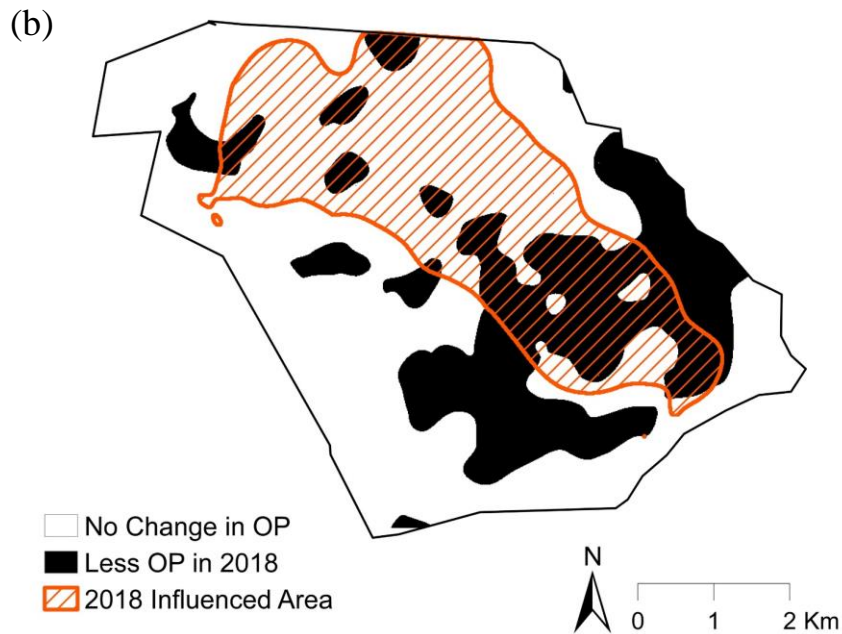 (b)
No Change in OP
Less OP in 2018
2018 Influenced Area
N
0 1 2 Km